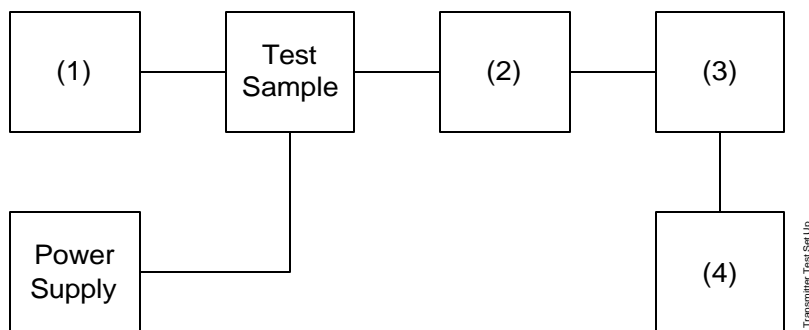 (1)
Test
Sample
(2)
(3)
Power
Supply
(4)
Transmitter Test Set Up